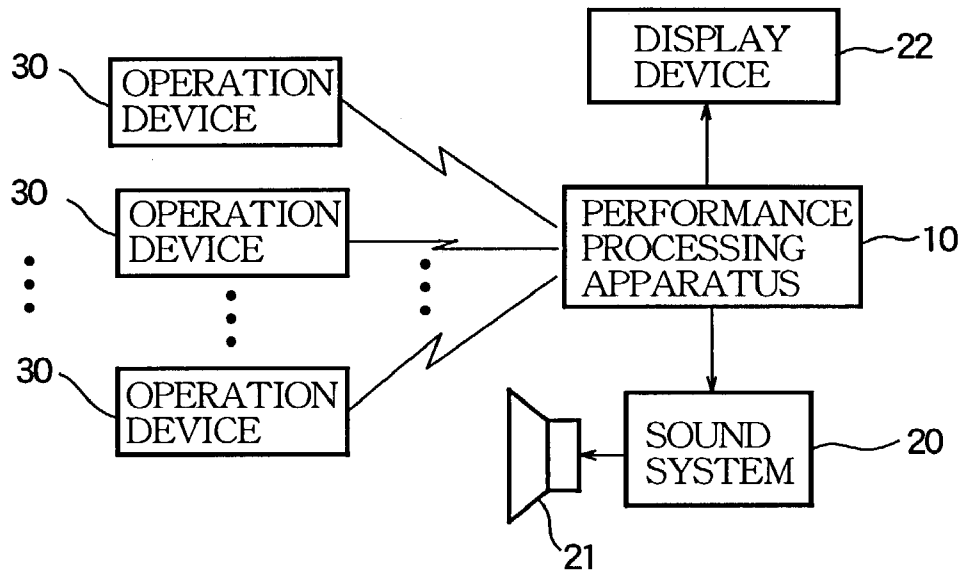 30
OPERATION
DEVICE
30
OPERATION
DEVICE
30
OPERATION
DEVICE
DISPLAY
DEVICE
22
PERFORMANCE
PROCESSING
APPARATUS
10
SOUND
SYSTEM
20
21